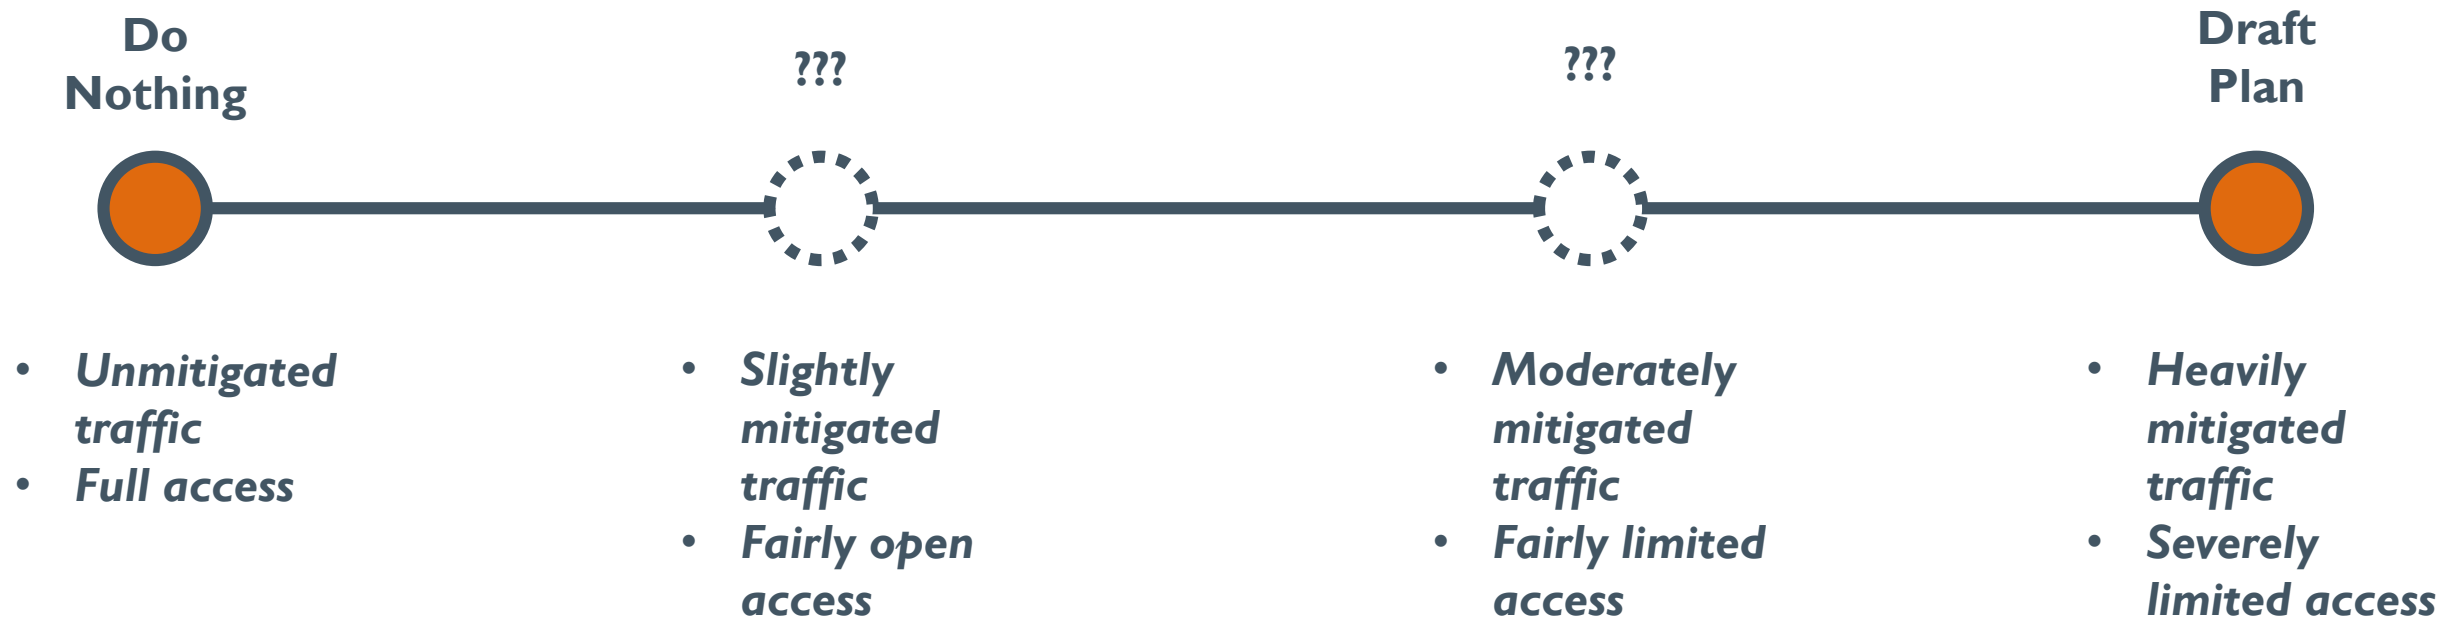 Do
Nothing
???
???
Draft
Plan
• Unmitigated
traffic
• Full access
• Slightly
mitigated
traffic
• Fairly open
access
• Moderately
mitigated
traffic
• Fairly limited
access
• Heavily
mitigated
traffic
• Severely
limited access